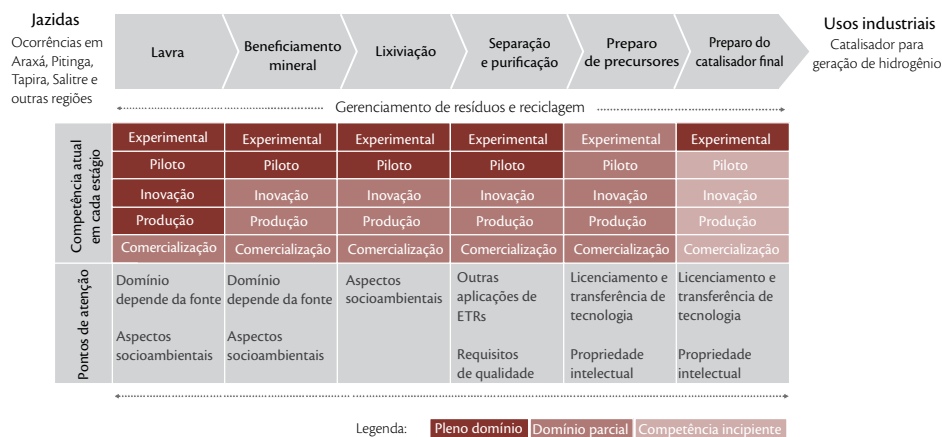 Jazidas
Ocorrências em
Araxá, Pitinga,
Tapira, Salitre e
outras regiões
Lavra
Beneficiamento
mineral
Lixiviação
Separação
e purificação
Preparo
de precursores
Preparo do
catalisador final
Usos industriais
Catalisador para
geração de hidrogênio
Gerenciamento de resíduos e reciclagem
Competência atual
em cada estágio
Experimental Experimental Experimental Experimental Experimental Experimental
Piloto Piloto Piloto Piloto Piloto Piloto
Inovação Inovação Inovação Inovação Inovação Inovação
Produção Produção Produção Produção Produção Produção
Comercialização Comercialização Comercialização Comercialização Comercialização Comercialização
Pontos de atenção
Domínio
depende da fonte
Aspectos
socioambientais
Domínio
depende da fonte
Aspectos
socioambientais
Aspectos
socioambientais
Outras
aplicações de
ETRs
Requisitos
de qualidade
Licenciamento e
transferência de
tecnologia
Propriedade
intelectual
Licenciamento e
transferência de
tecnologia
Propriedade
intelectual
Legenda: Pleno domínio Domínio parcial Competência incipiente